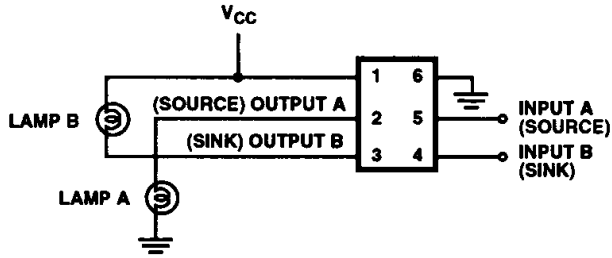 VCC
1 6
(SOURCE) OUTPUT A
2 5
INPUT A
(SOURCE)
LAMP B
(SINK) OUTPUT B
3 4
INPUT B
(SINK)
LAMP A